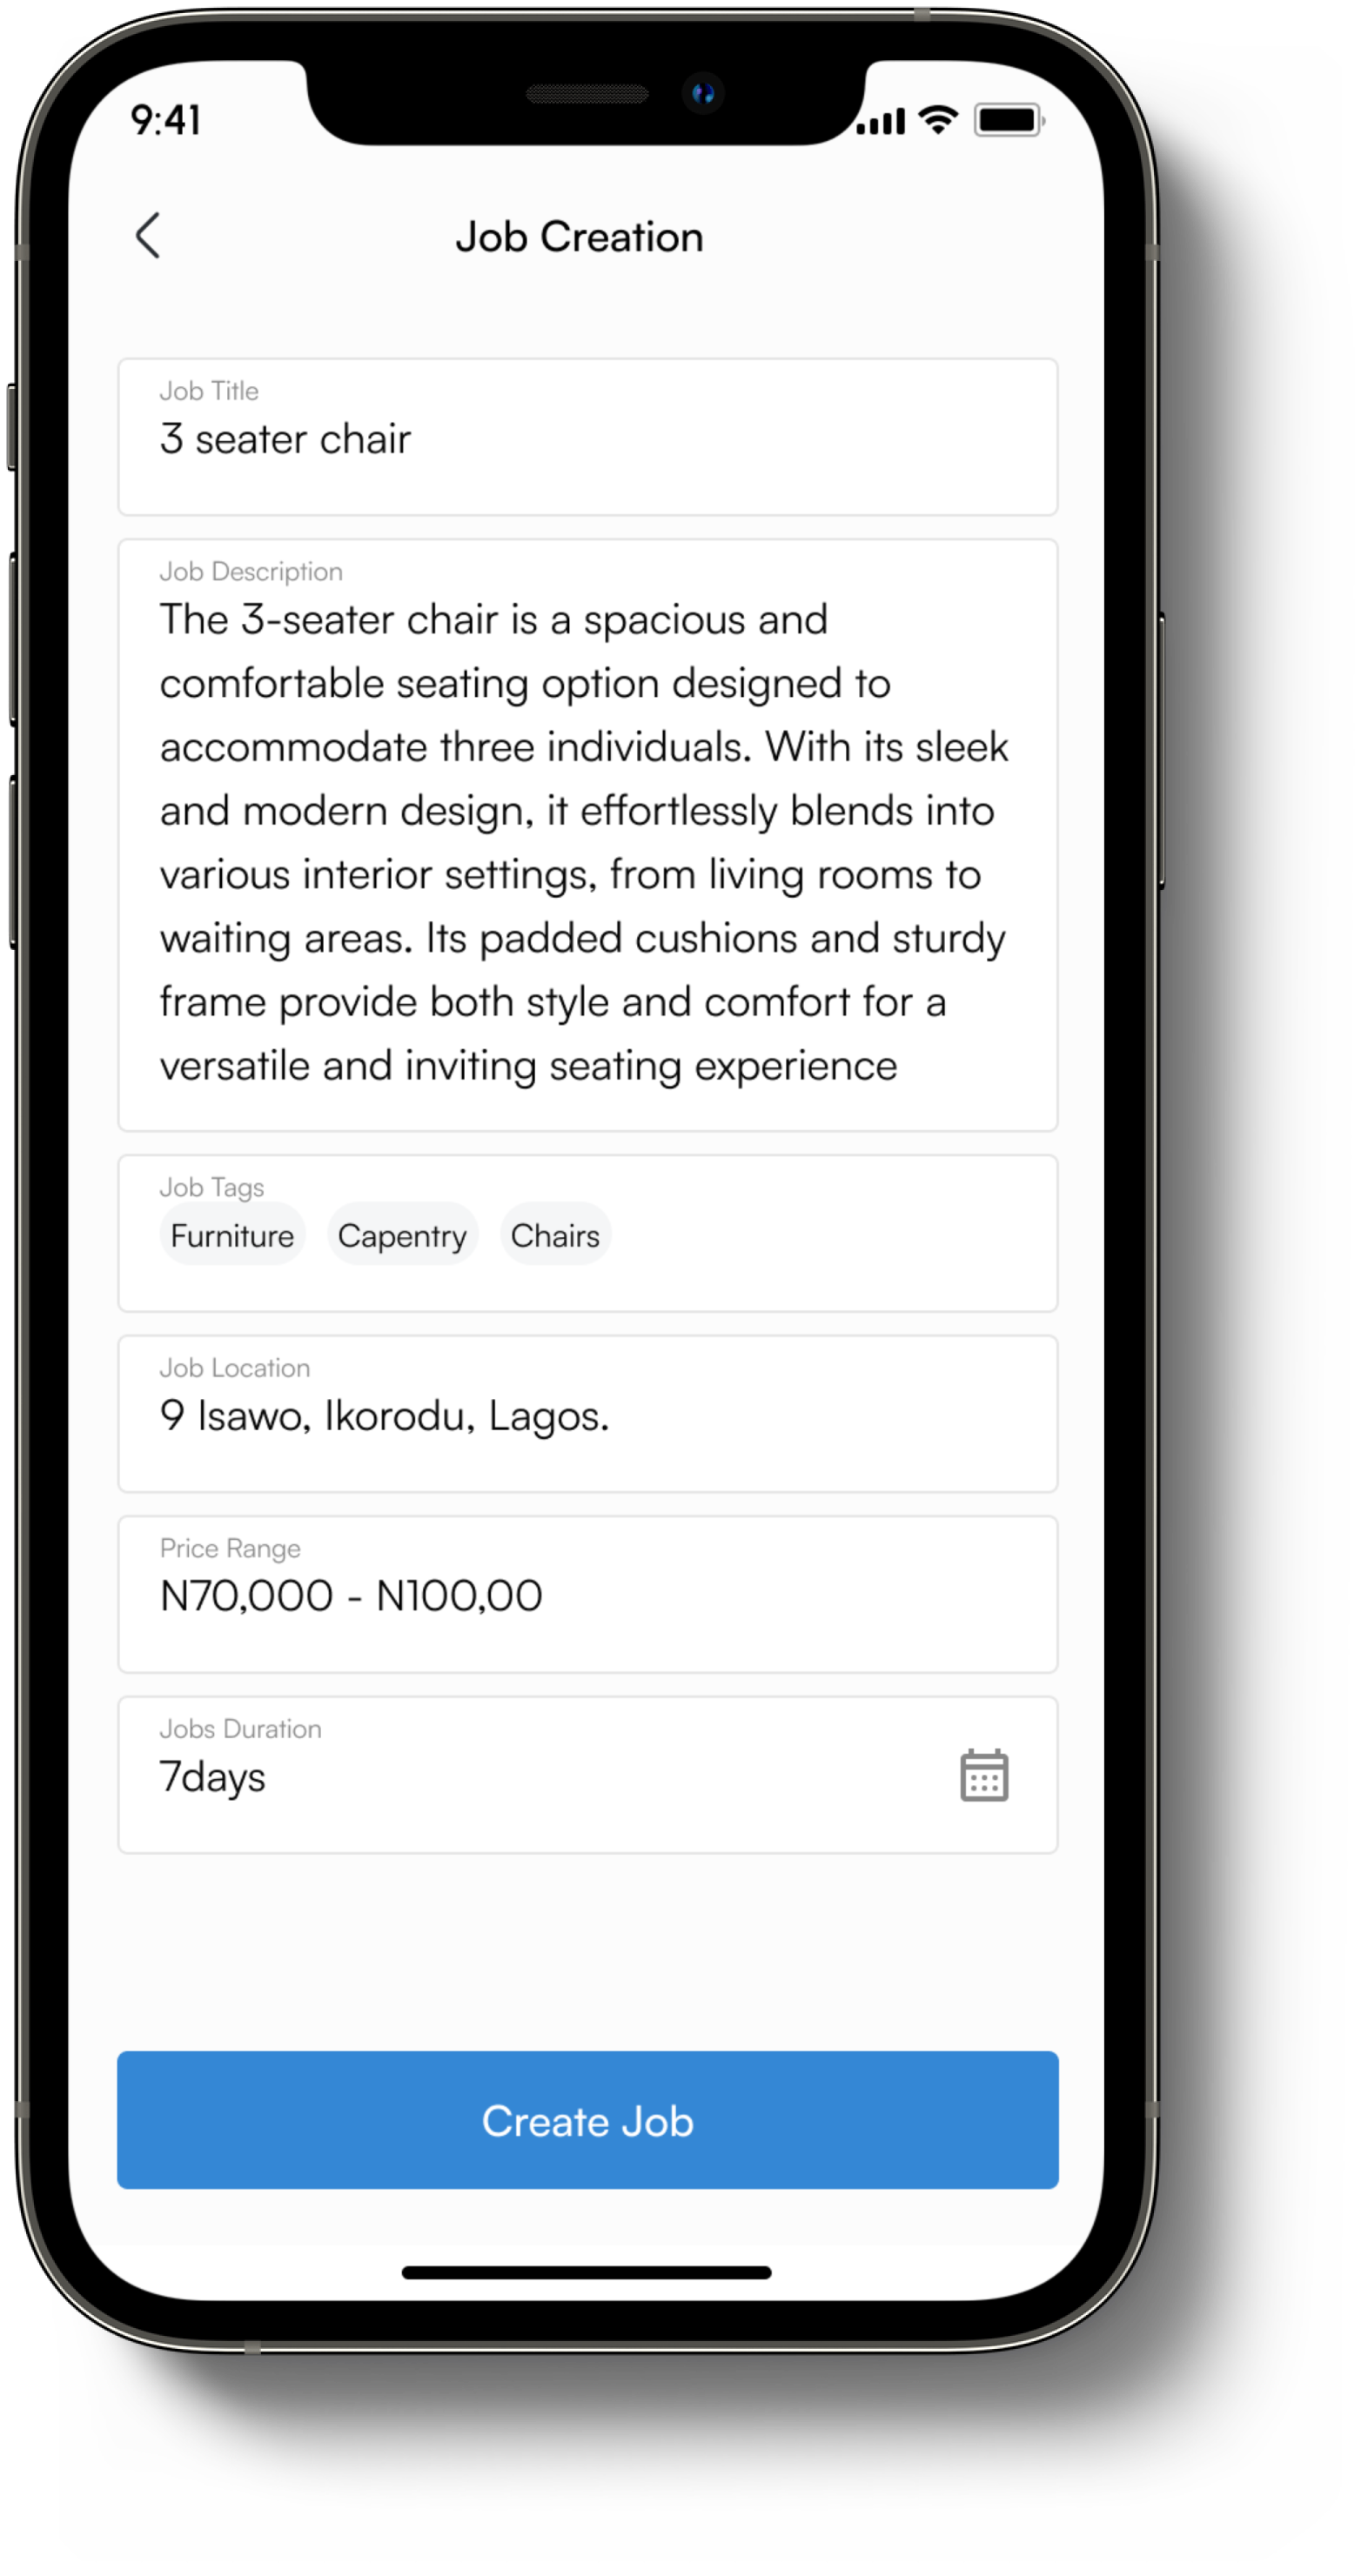 9:41
Job Creation
Job Title
3 seater chair
Job Description
The 3-seater chair is a spacious and
comfortable seating option designed to
accommodate three individuals. With its sleek
and modern design, it effortlessly blends into
various interior settings, from living rooms to
waiting areas. Its padded cushions and sturdy
frame provide both style and comfort for a
versatile and inviting seating experience
Job Tags
Furniture Capentry Chairs
Job Location
9 Isawo, Ikorodu, Lagos.
Price Range
N70,000 - N100,00
Jobs Duration
7days
Create Job